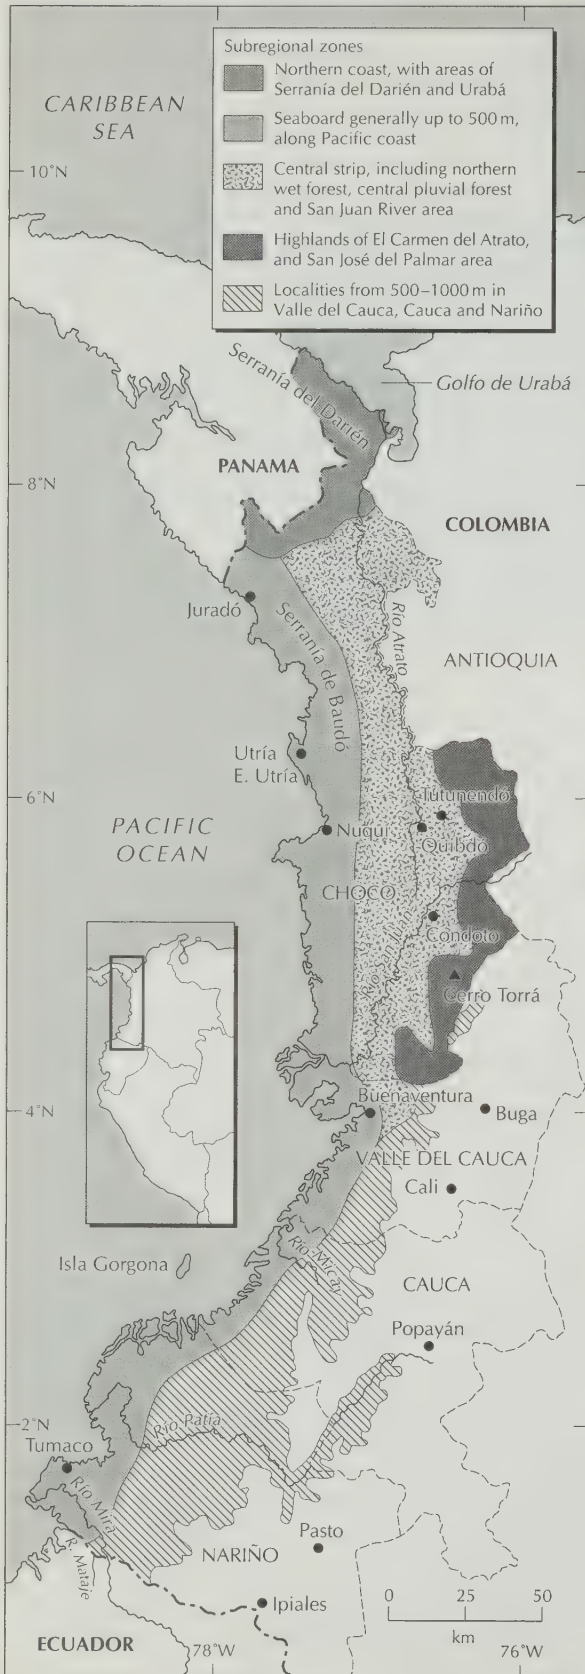 Subregional zones
Northern coast, with areas of
Serranía del Darién and Urabá
Seaboard generally up to 500 m,
along Pacific coast
Central strip, including northern
wet forest, central pluvial forest
and San Juan River area
Highlands of El Carmen del Atrato,
and San José del Palmar area
Localities from 500–1000 m in
Valle del Cauca, Cauca and Nariño
CARIBBEAN
SEA
10°N
Serranía del Darién
Golfo de Urabá
PANAMA
8°N
COLOMBIA
Juradó
Serranía de Baudó
Río Atrato
ANTIOQUIA
Utría
E. Utría
6°N
Tutunendó
PACIFIC
OCEAN
Nuquí
Quibdó
CHOCO
Río San Juan
Condoto
Cerro Torrá
4°N
Buenaventura
Buga
VALLE DEL CAUCA
Cali
Isla Gorgona
Río Micay
CAUCA
Popayán
2°N
Río Patía
Tumaco
Río Mira
R. Mataje
Pasto
NARIÑO
Ipiales
0 25 50
km
ECUADOR
78°W
76°W